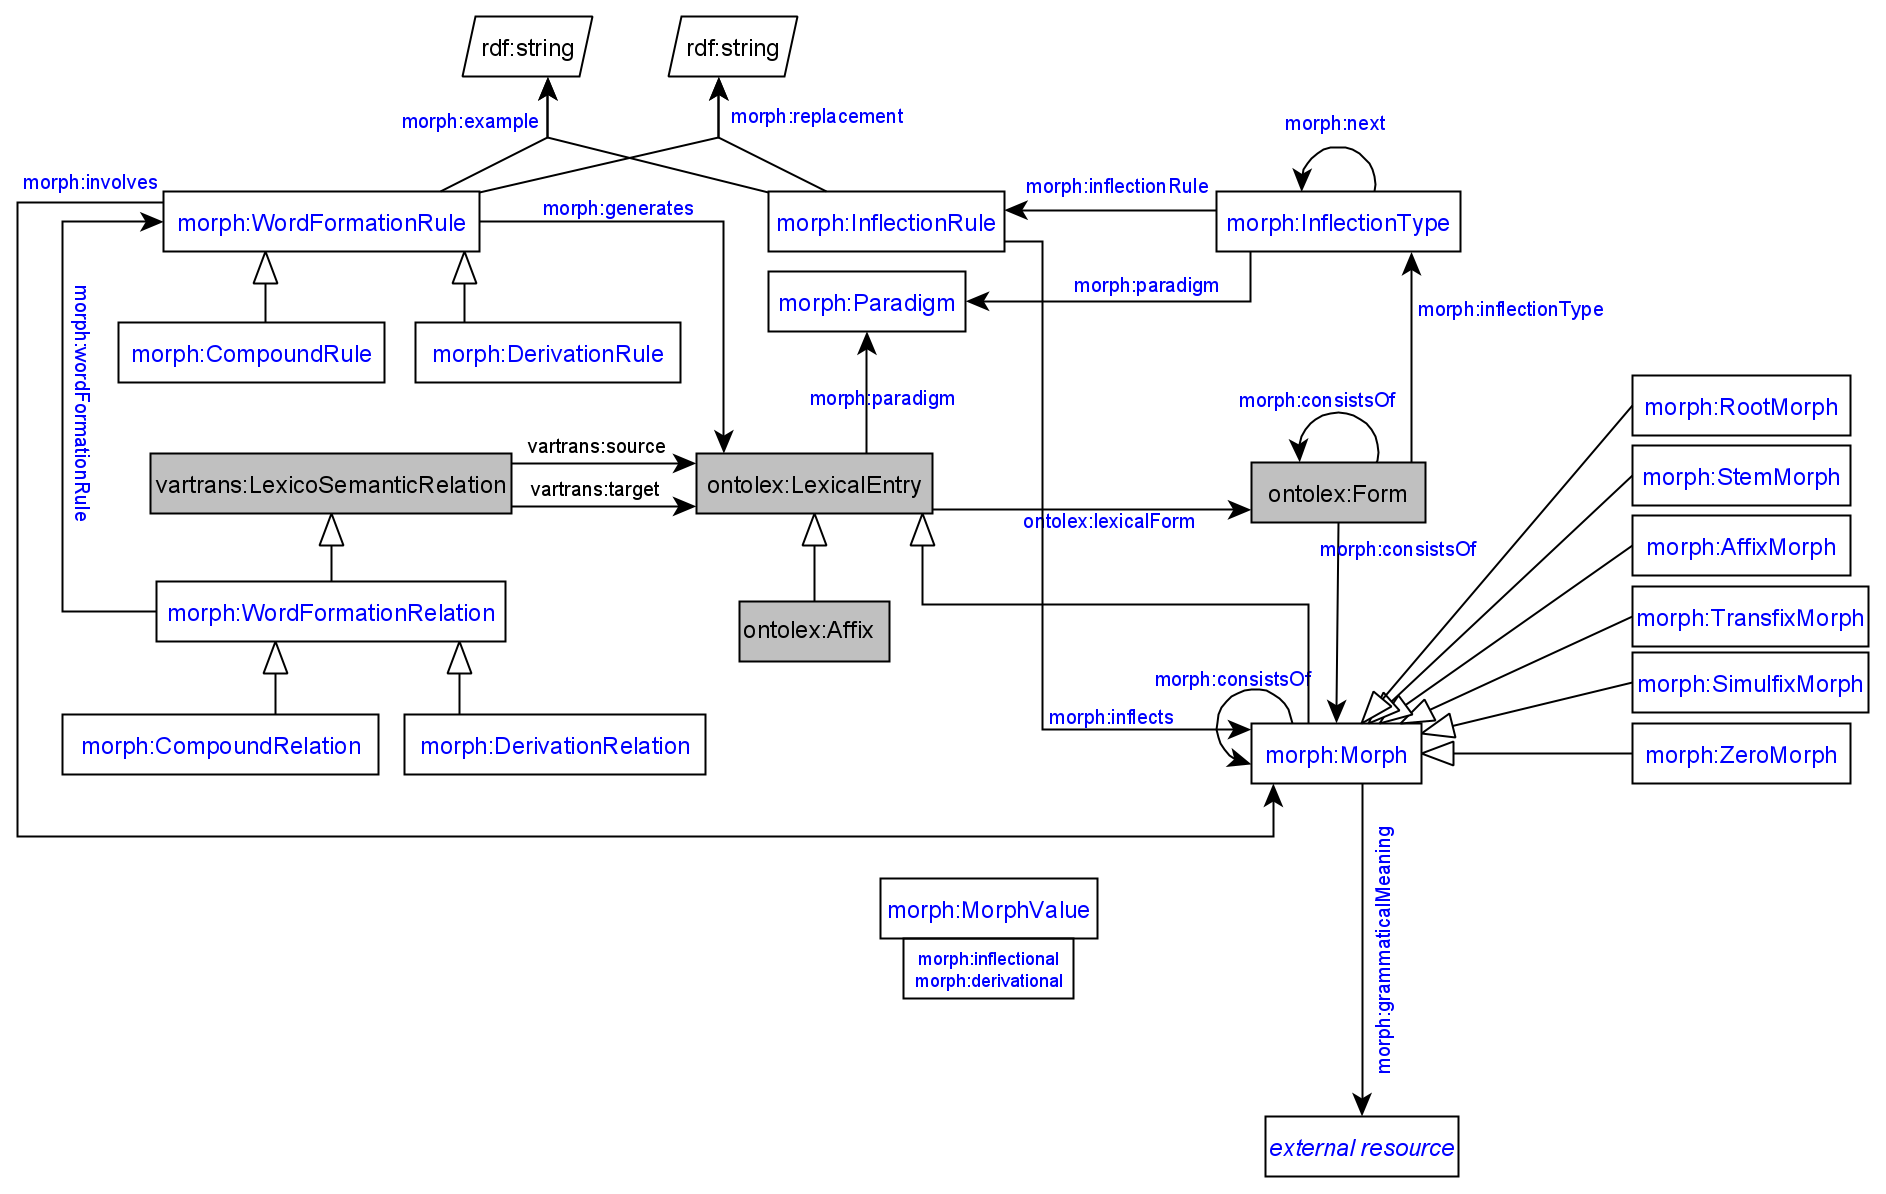 rdf:string
rdf:string
morph:example
morph:replacement
morph:next
morph:involves
morph:inflectionRule
morph:generates
morph:WordFormationRule
morph:InflectionRule
morph:InflectionType
morph:paradigm
morph:Paradigm
morph:inflectionType
morph:wordFormationRule
morph:CompoundRule
morph:DerivationRule
morph:paradigm
morph:consistsOf
morph:RootMorph
vartrans:source
morph:StemMorph
vartrans:LexicoSemanticRelation
vartrans:target
ontolex:LexicalEntry
ontolex:Form
ontolex:lexicalForm
morph:consistsOf
morph:AffixMorph
morph:WordFormationRelation
ontolex:Affix
morph:TransfixMorph
morph:consistsOf
morph:SimulfixMorph
morph:inflects
morph:CompoundRelation
morph:DerivationRelation
morph:Morph
morph:ZeroMorph
morph:grammaticalMeaning
morph:MorphValue
morph:inflectional
morph:derivational
external resource